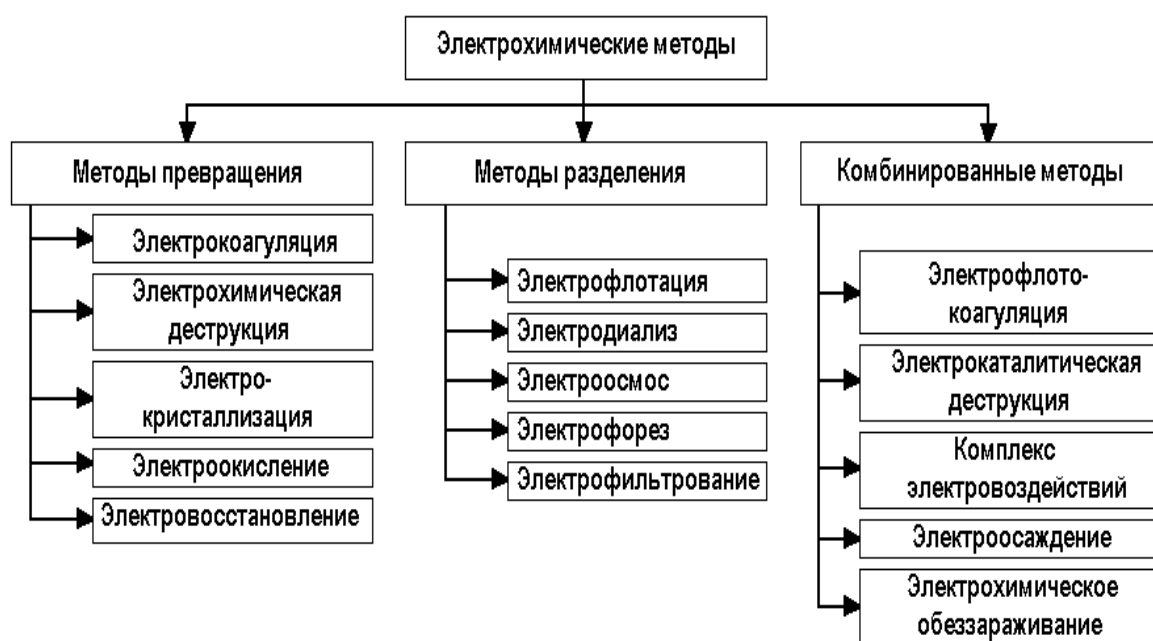 Электрохимические методы
Методы превращения
Электрокоагуляция
Электрохимическая
деструкция
Электро-
кристаллизация
Электроокисление
Электровосстановление
Методы разделения
Электрофлотация
Электродиализ
Электроосмос
Электрофорез
Электрофильтрование
Комбинированные методы
Электрофлото-
коагуляция
Электрокаталитическая
деструкция
Комплекс
электровоздействий
Электроосаждение
Электрохимическое
обеззараживание